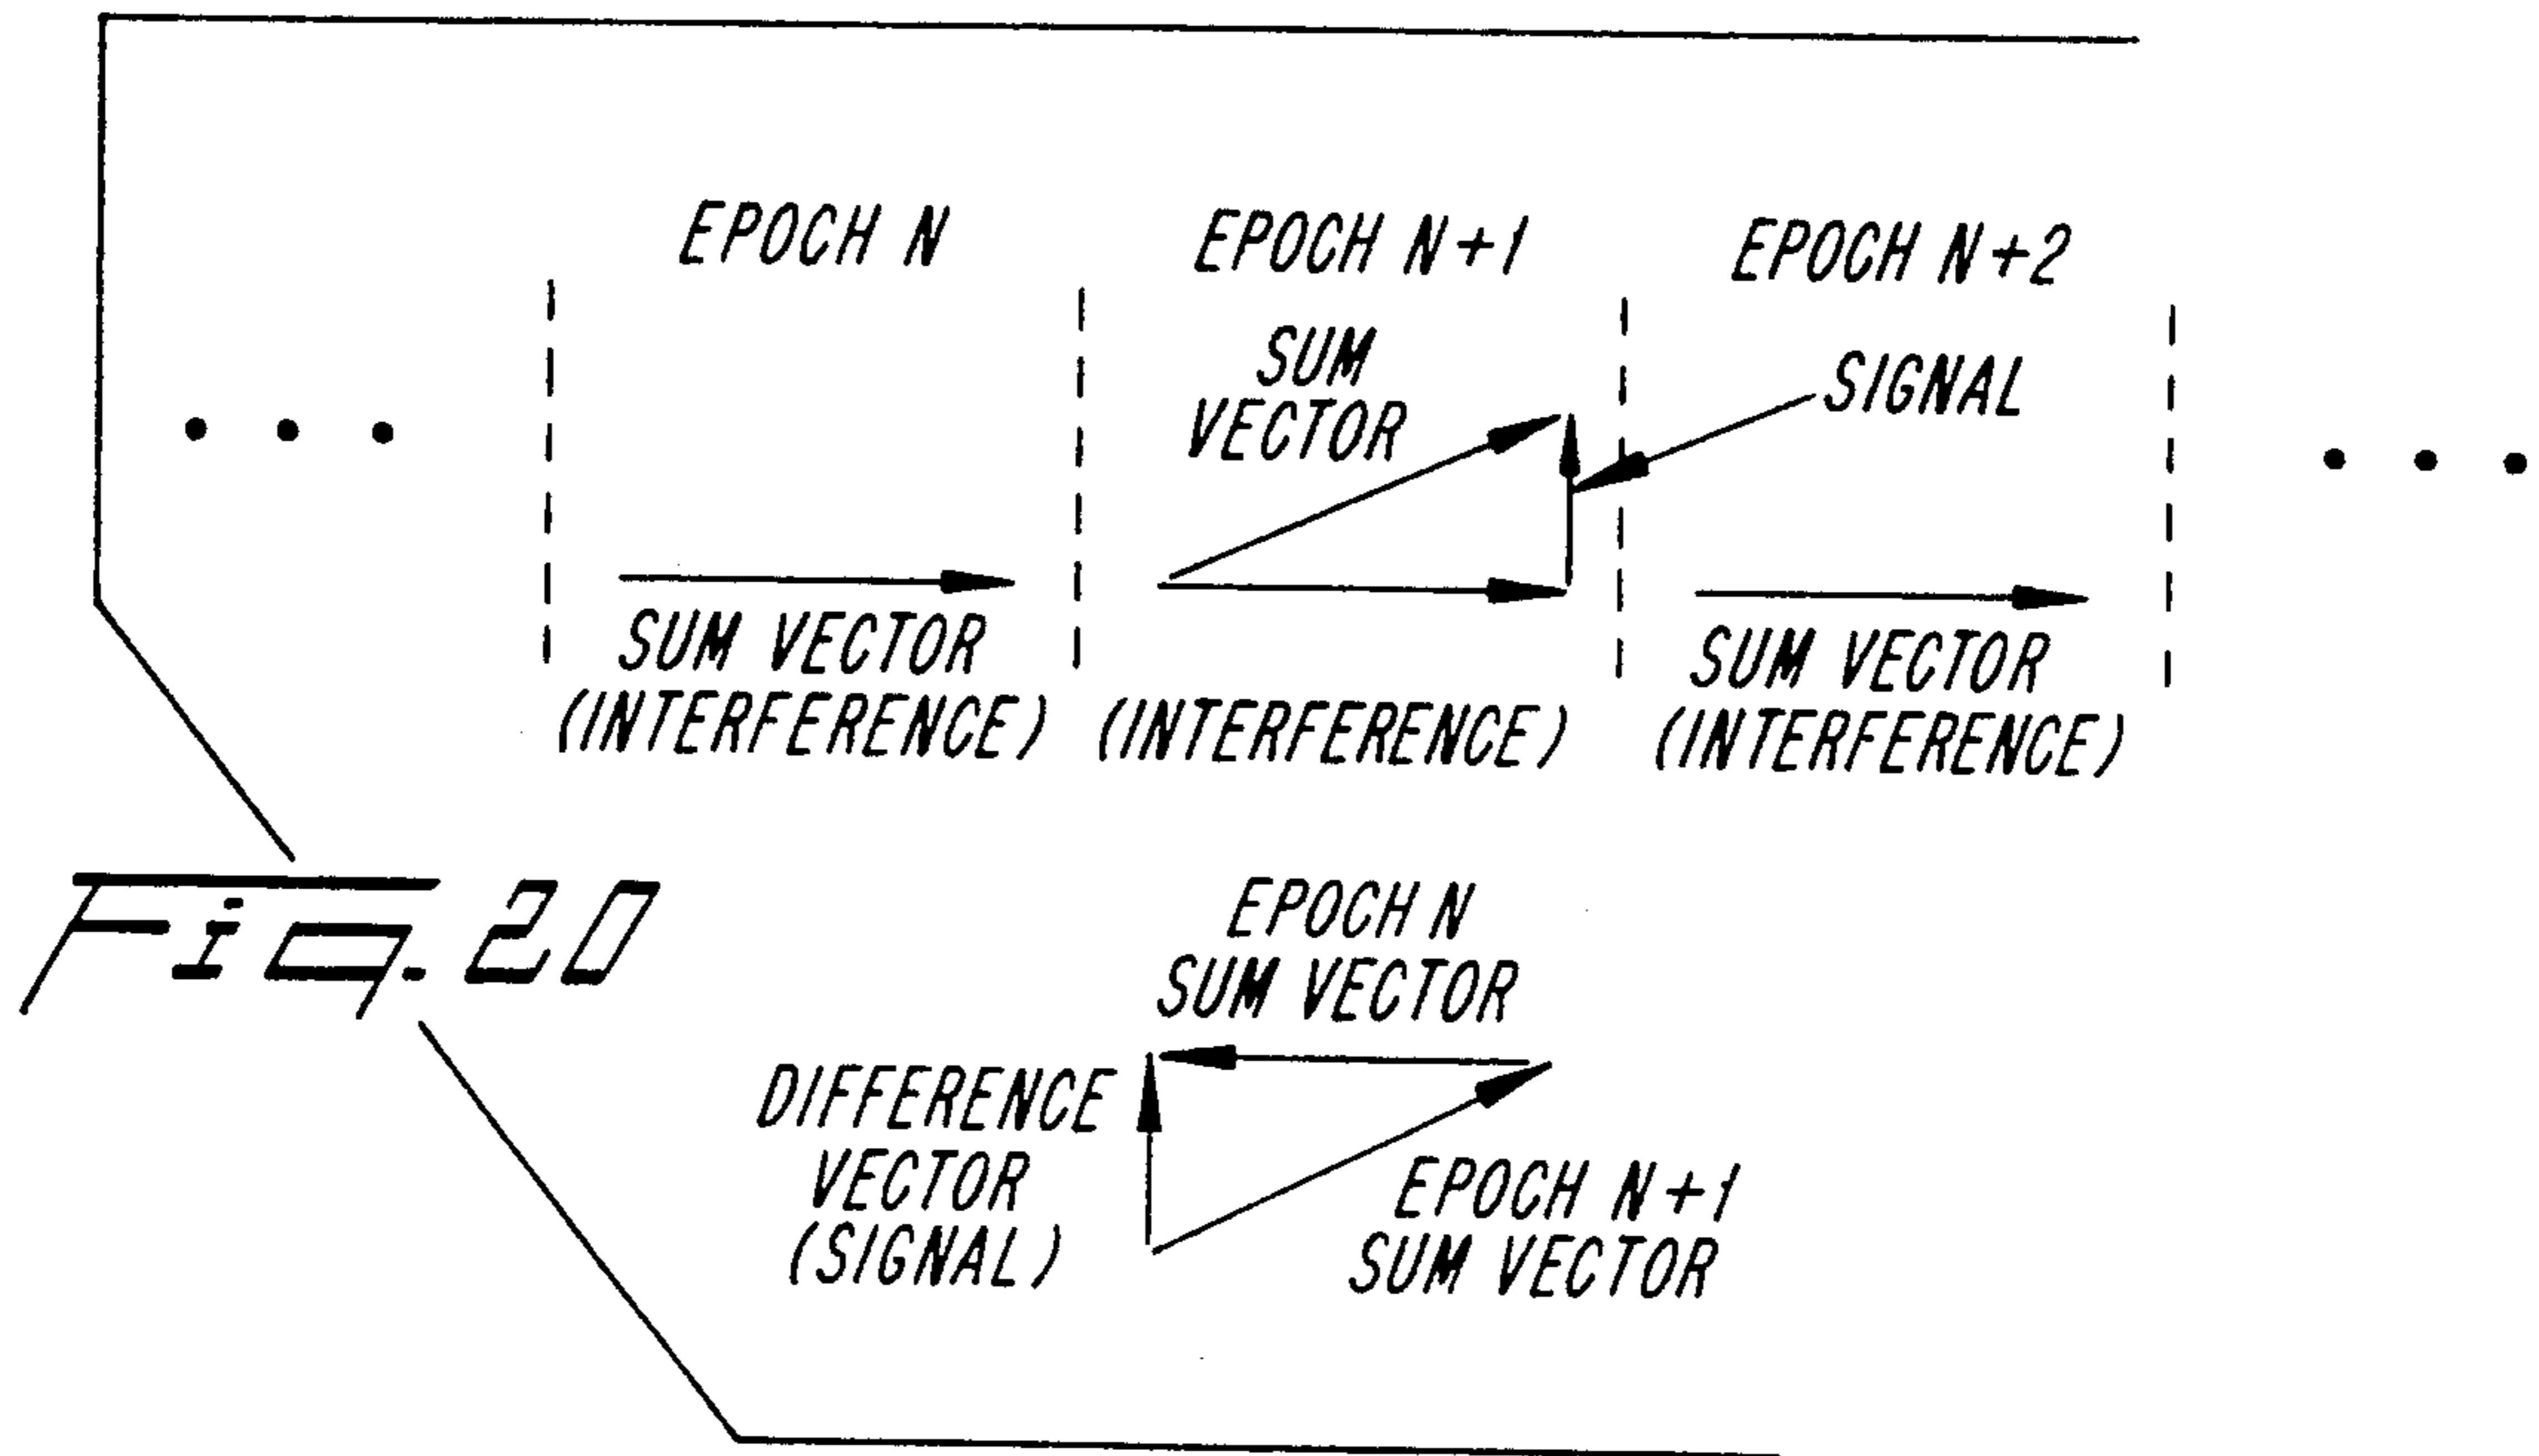 EPOCH N
EPOCH N+1
EPOCH N+2
SUM
VECTOR
SIGNAL
SUM VECTOR
(INTERFERENCE)
(INTERFERENCE)
SUM VECTOR
(INTERFERENCE)
Fig. 20
EPOCH N
SUM VECTOR
DIFFERENCE
VECTOR
(SIGNAL)
EPOCH N+1
SUM VECTOR